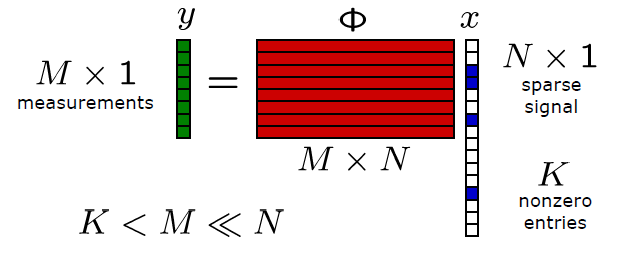 y
Φ
x
M × 1
measurements
=
N × 1
sparse
signal
M × N
K
nonzero
entries
K < M ≪ N